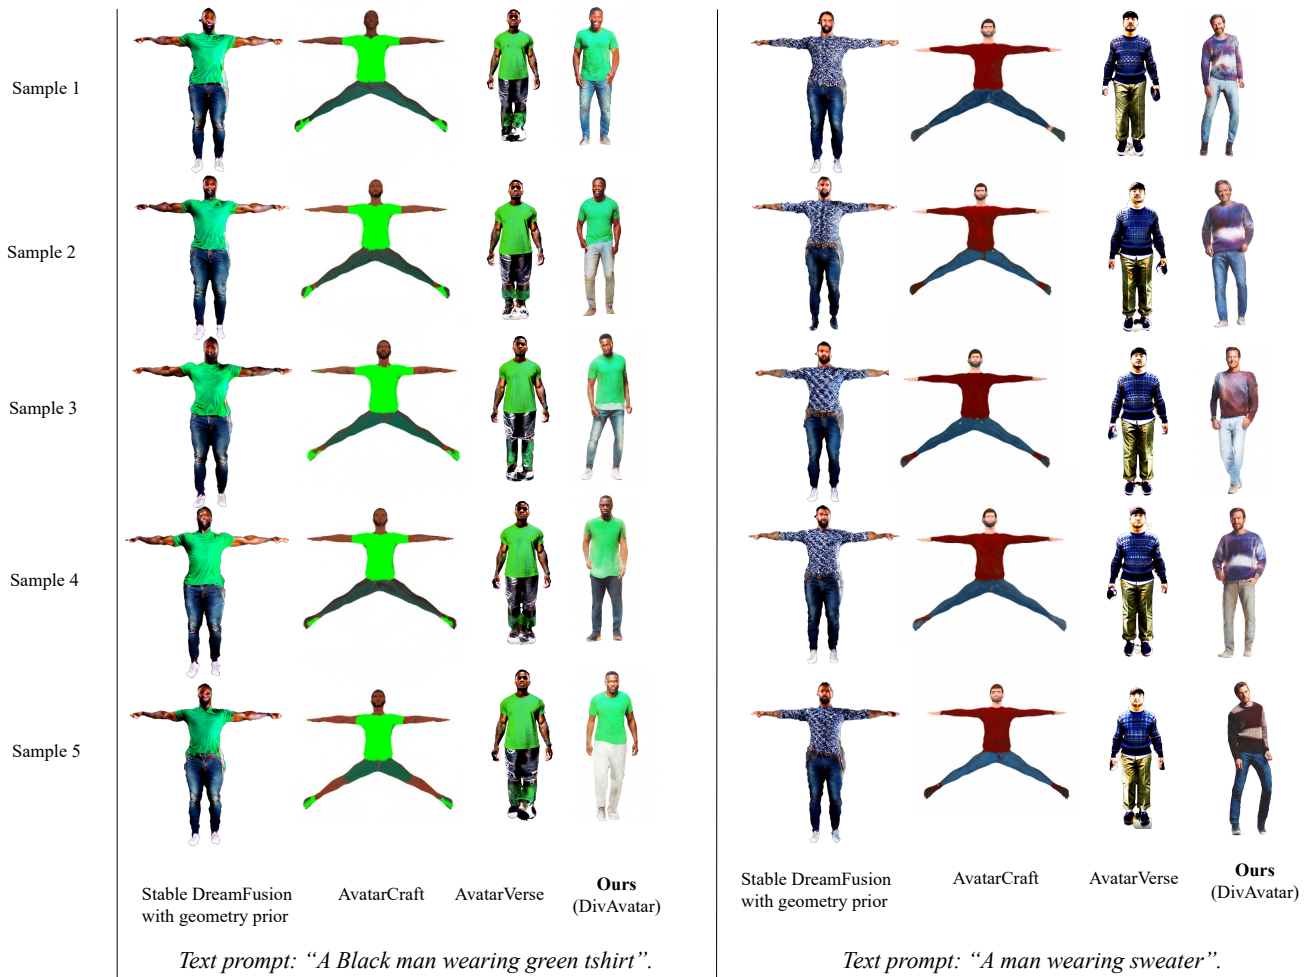 Sample 1
Sample 2
Sample 3
Sample 4
Sample 5
Stable DreamFusion
with geometry prior
AvatarCraft
AvatarVerse
Ours
(DivAvatar)
Stable DreamFusion
with geometry prior
AvatarCraft
AvatarVerse
Ours
(DivAvatar)
Text prompt: “A Black man wearing green tshirt”.
Text prompt: “A man wearing sweater”.